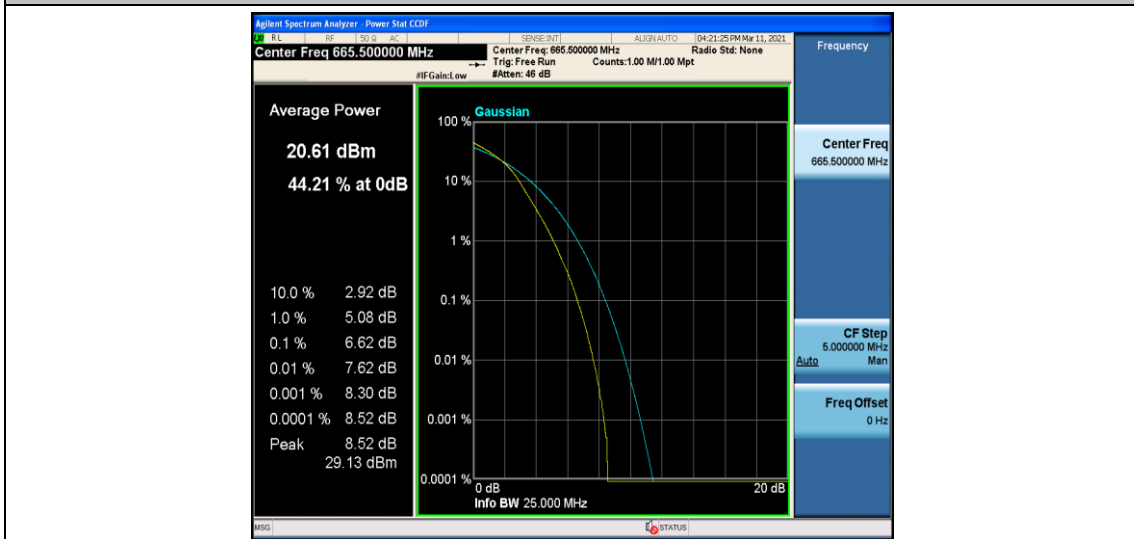 Agilent Spectrum Analyzer - Power Stat CCDF
RL RF 50 Ω AC SENSE:INT ALIGNAUTO 04:21:25 PM Mar 11, 2021
Center Freq 665.500000 MHz
Center Freq: 665.500000 MHz Radio Std: None
Trig: Free Run Counts:1.00 M/1.00 Mpt
#IFGain:Low #Atten: 46 dB
Frequency
Average Power
20.61 dBm
44.21 % at 0dB
10.0 % 2.92 dB
1.0 % 5.08 dB
0.1 % 6.62 dB
0.01 % 7.62 dB
0.001 % 8.30 dB
0.0001 % 8.52 dB
Peak 8.52 dB
29.13 dBm
Gaussian
100 %
10 %
1 %
0.1 %
0.01 %
0.001 %
0.0001 %
0 dB 20 dB
Info BW 25.000 MHz
Center Freq
665.500000 MHz
CF Step
5.000000 MHz
Auto Man
Freq Offset
0 Hz
MSG STATUS